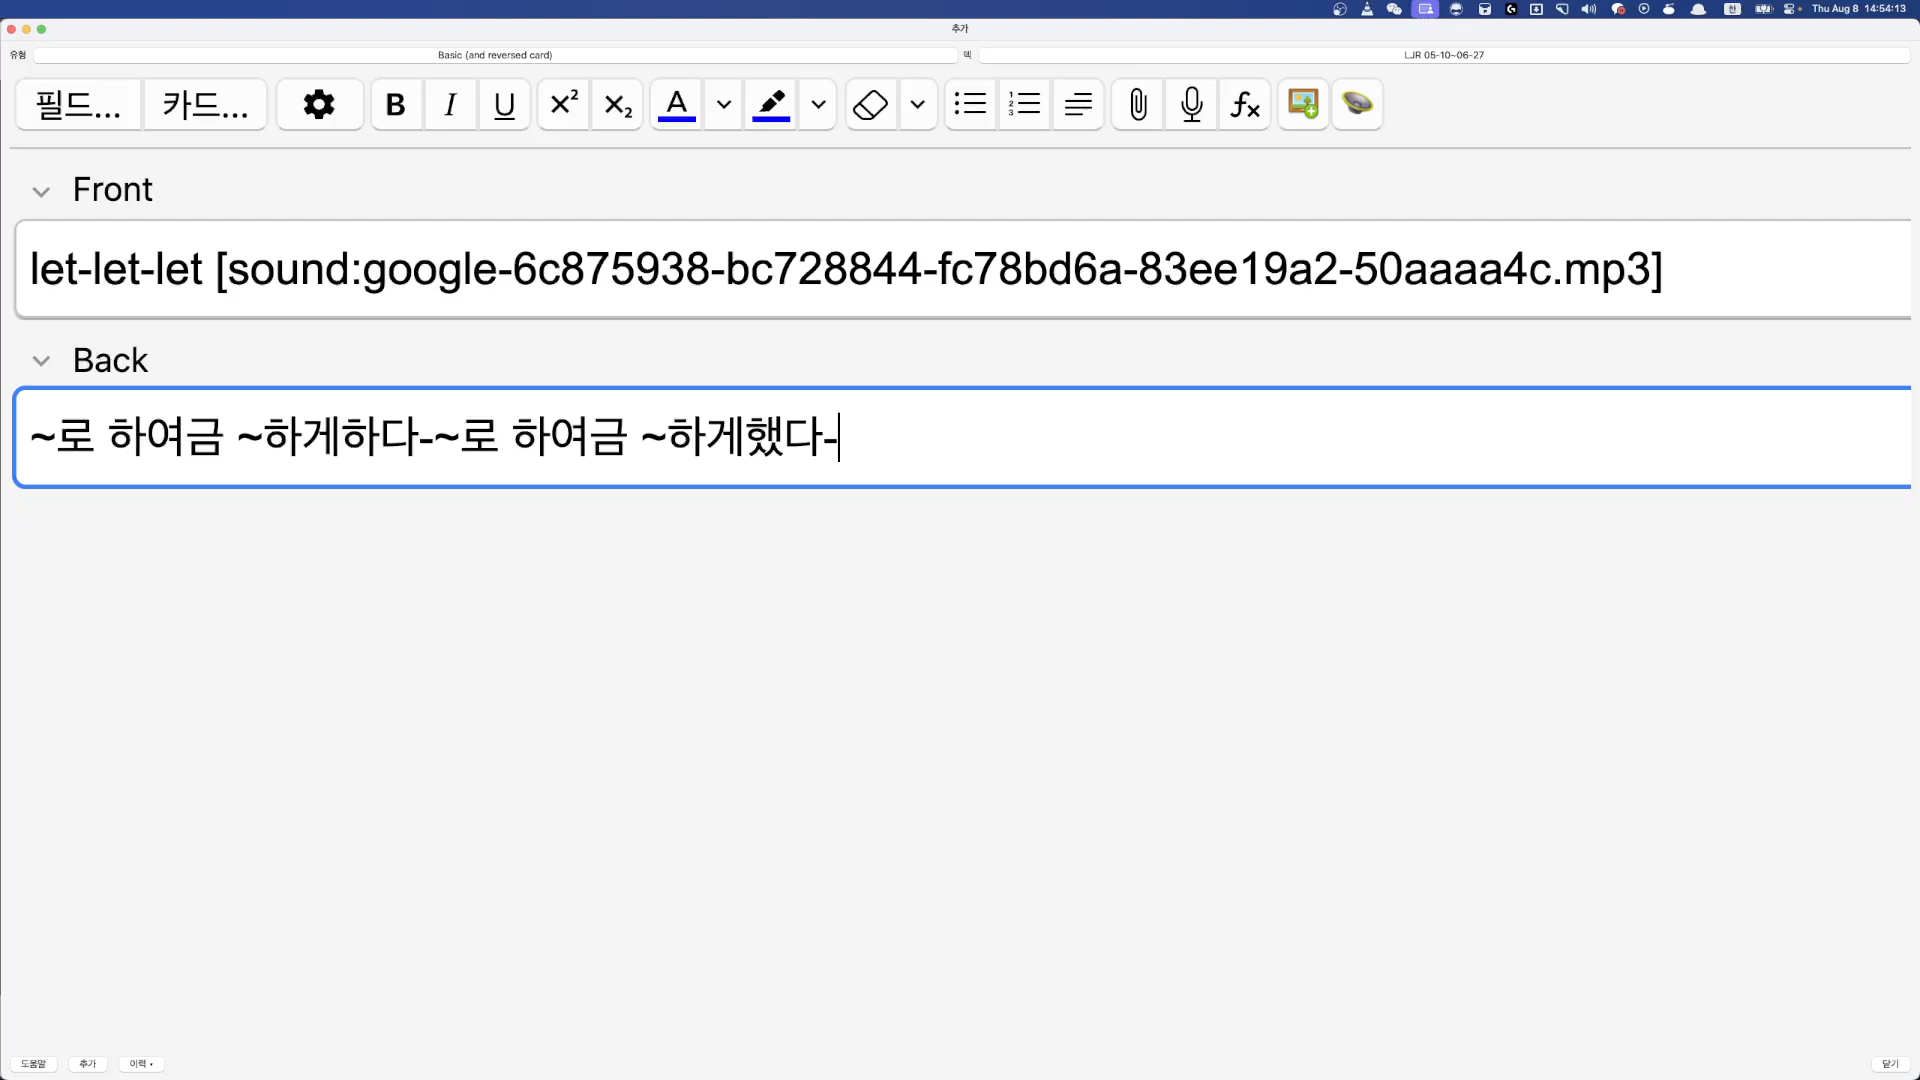 Thu Aug 8 14:54:13
추가
유형 Basic (and reversed card) 덱 LJR 05-10~06-27
필드... 카드... B I U x² x₂ A fx
Front
let-let-let [sound:google-6c875938-bc728844-fc78bd6a-83ee19a2-50aaaa4c.mp3]
Back
~로 하여금 ~하게하다-~로 하여금 ~하게했다-
도움말 추가 이력 닫기